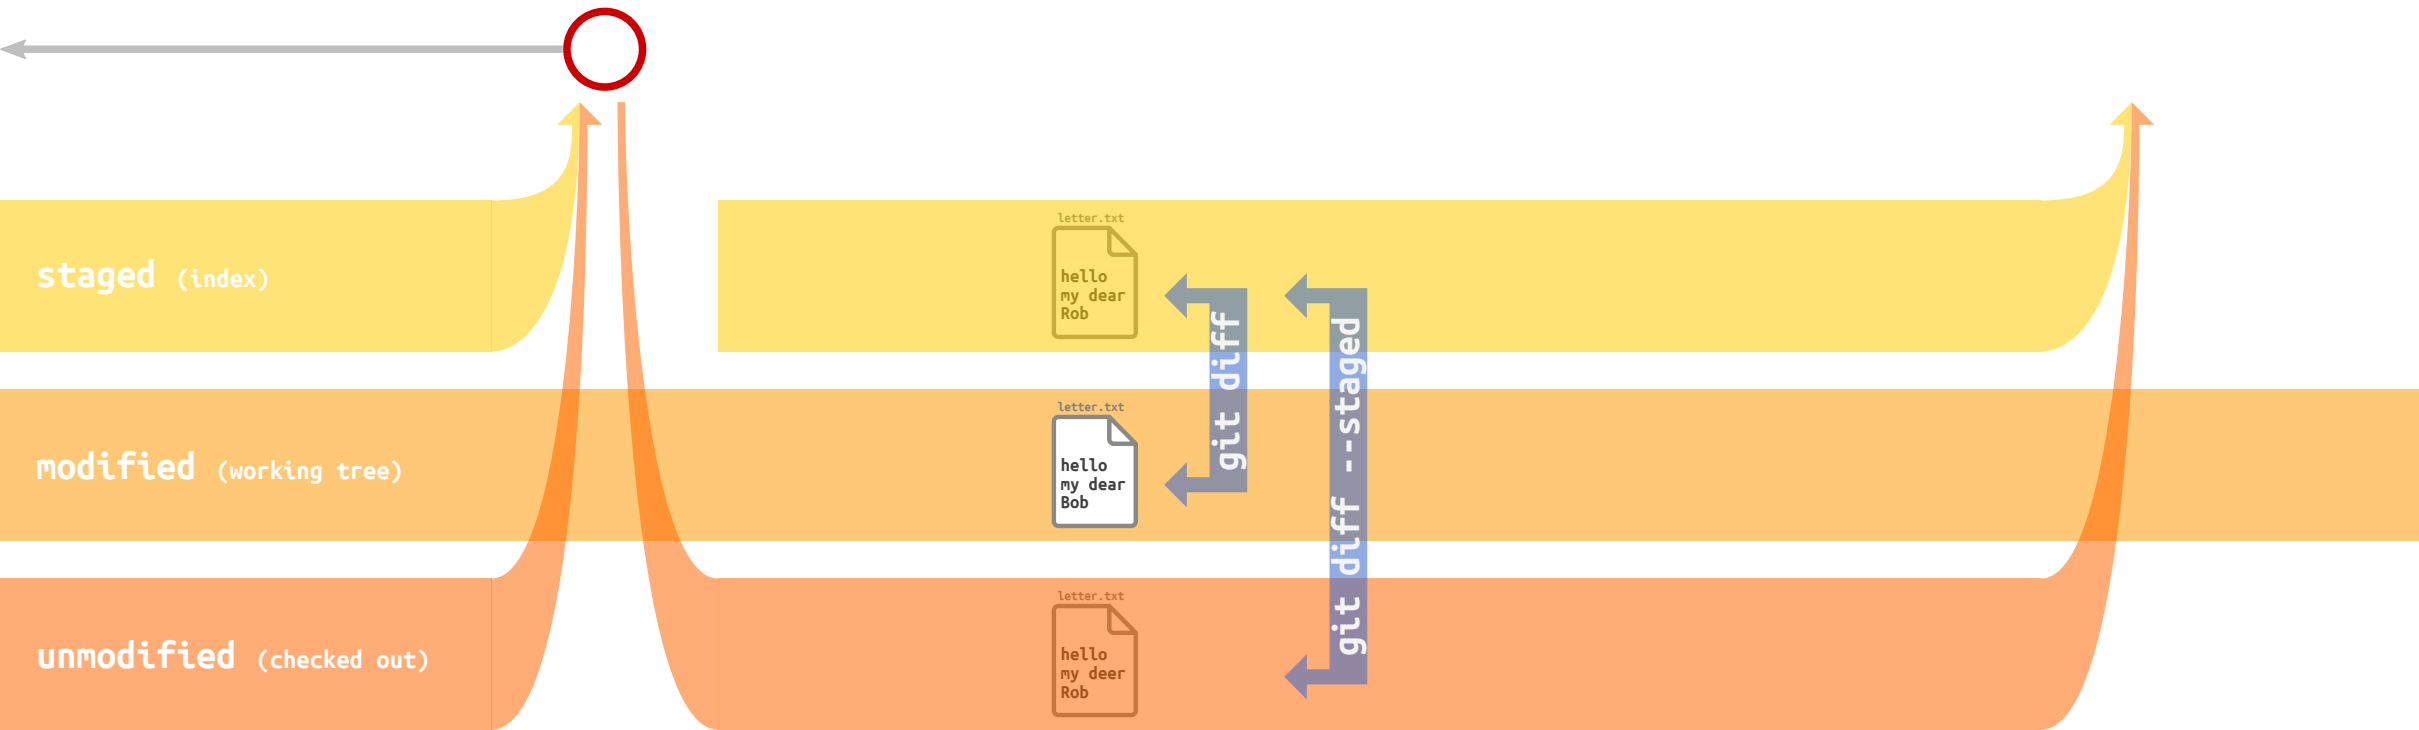 staged (index)
letter.txt
hello
my dear
Rob
modified (working tree)
letter.txt
hello
my dear
Bob
unmodified (checked out)
letter.txt
hello
my deer
Rob
git diff
git diff --staged